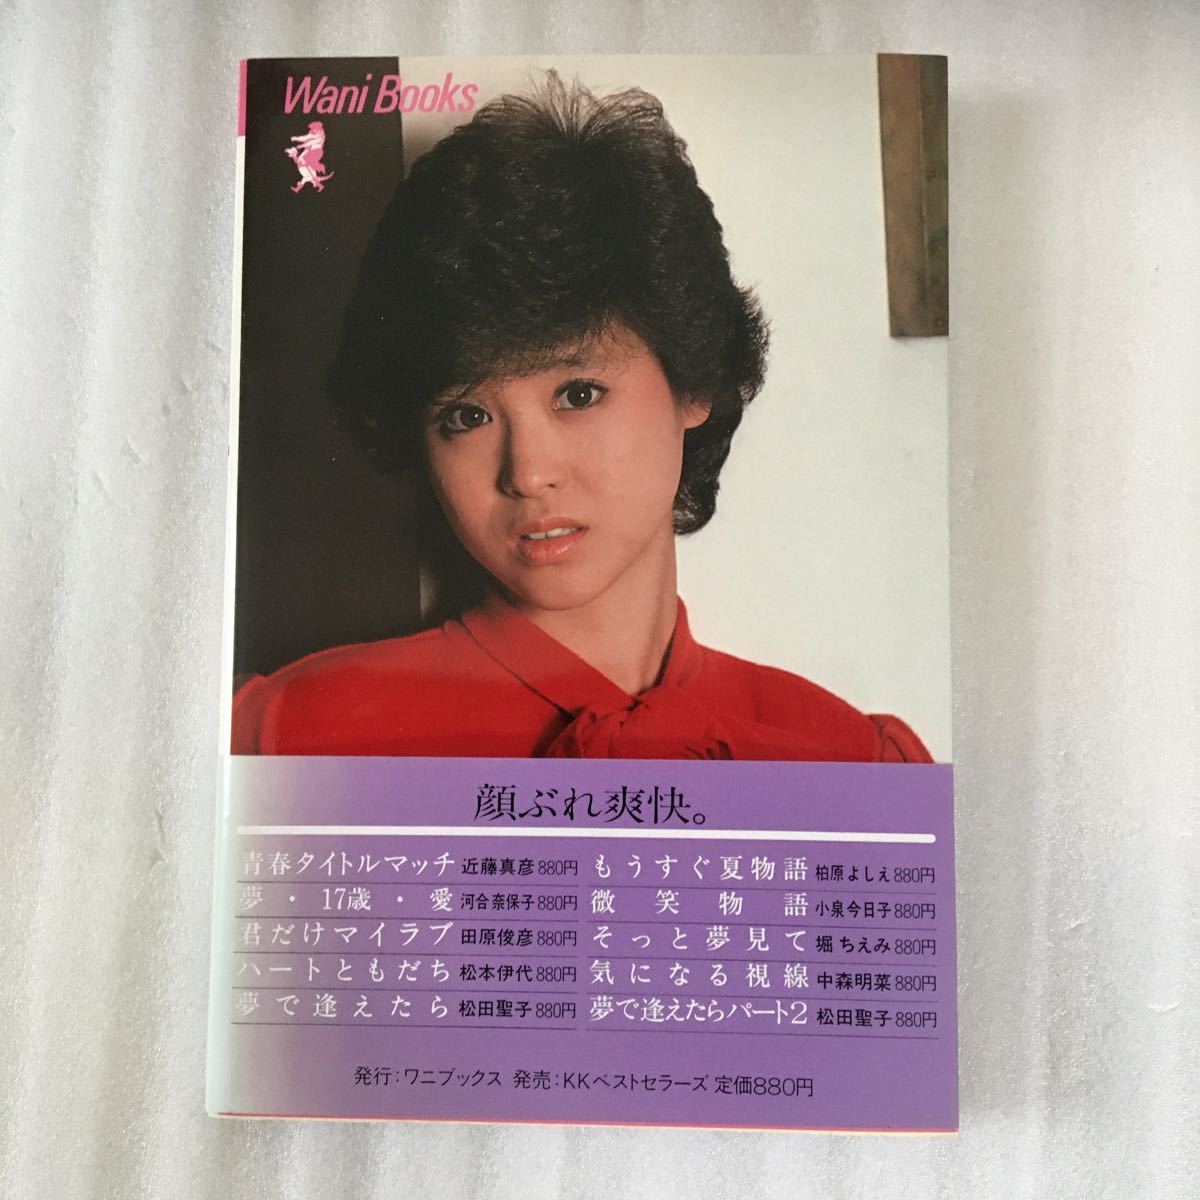 Wani Books
顔ぶれ爽快。
青春タイトルマッチ 近藤真彦 880円
夢・17歳・愛 河合奈保子 880円
君だけマイラブ 田原俊彦 880円
ハートともだち 松本伊代 880円
夢で逢えたら 松田聖子 880円
もうすぐ夏物語 柏原よしえ 880円
微笑物語 小泉今日子 880円
そっと夢見て 堀ちえみ 880円
気になる視線 中森明菜 880円
夢で逢えたらパート2 松田聖子 880円
発行:ワニブックス 発売:KKベストセラーズ 定価880円